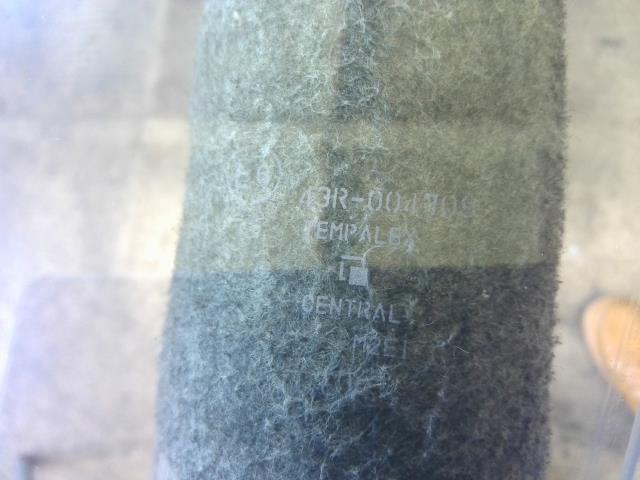 43R-004709
TEMPALEX
CENTRAL
M2E1